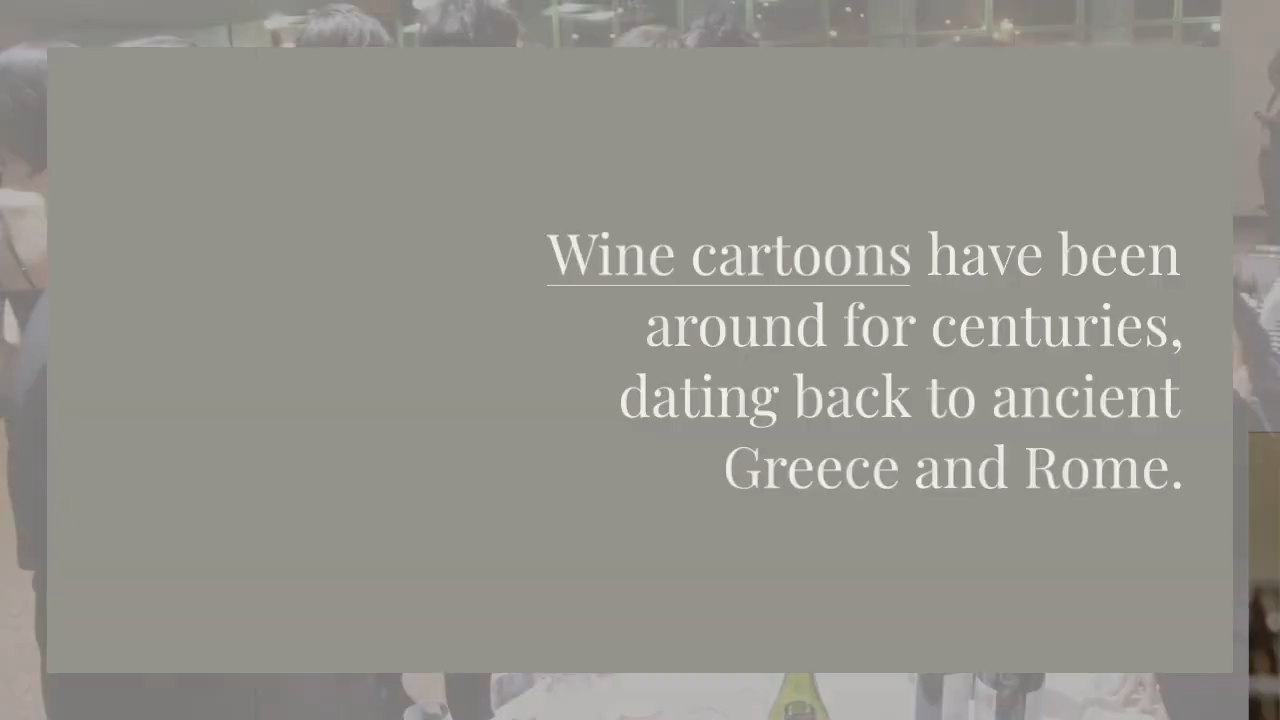 Wine cartoons have been
around for centuries,
dating back to ancient
Greece and Rome.